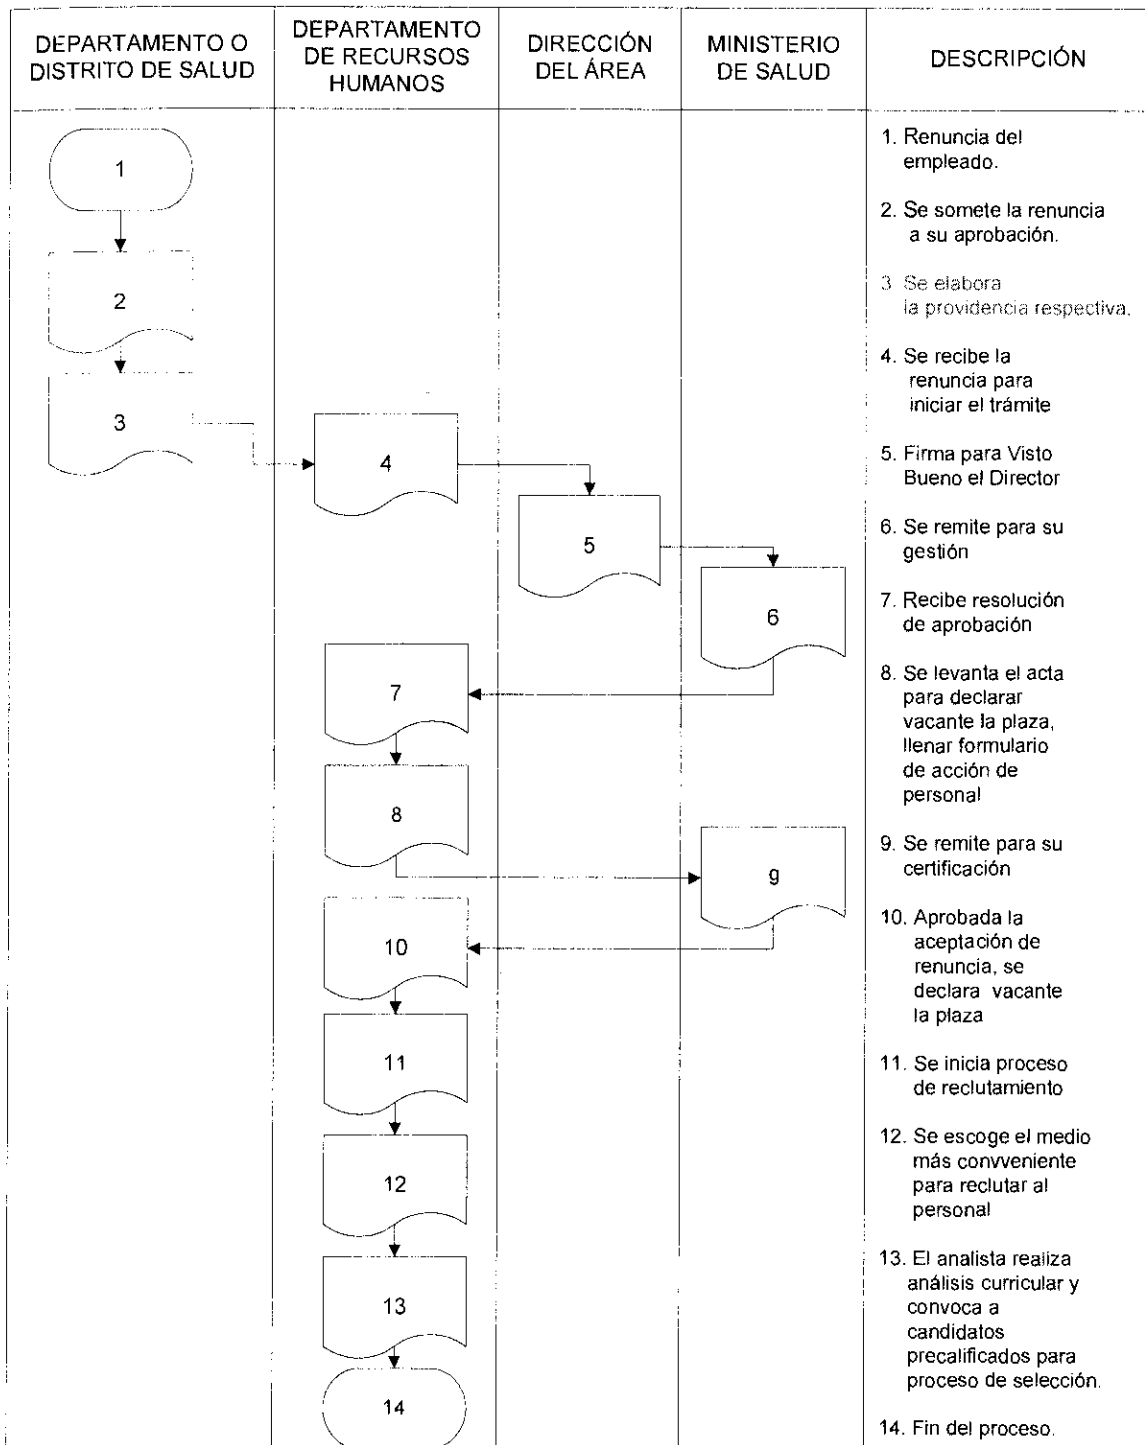 DEPARTAMENTO O
DISTRITO DE SALUD
DEPARTAMENTO
DE RECURSOS
HUMANOS
DIRECCIÓN
DEL ÁREA
MINISTERIO
DE SALUD
DESCRIPCIÓN
1
2
3
4
5
6
7
8
9
10
11
12
13
14
1. Renuncia del
empleado.
2. Se somete la renuncia
a su aprobación.
3 Se elabora
la providencia respectiva.
4. Se recibe la
renuncia para
iniciar el trámite
5. Firma para Visto
Bueno el Director
6. Se remite para su
gestión
7. Recibe resolución
de aprobación
8. Se levanta el acta
para declarar
vacante la plaza,
llenar formulario
de acción de
personal
9. Se remite para su
certificación
10. Aprobada la
aceptación de
renuncia, se
declara vacante
la plaza
11. Se inicia proceso
de reclutamiento
12. Se escoge el medio
más convveniente
para reclutar al
personal
13. El analista realiza
análisis curricular y
convoca a
candidatos
precalificados para
proceso de selección.
14. Fin del proceso.